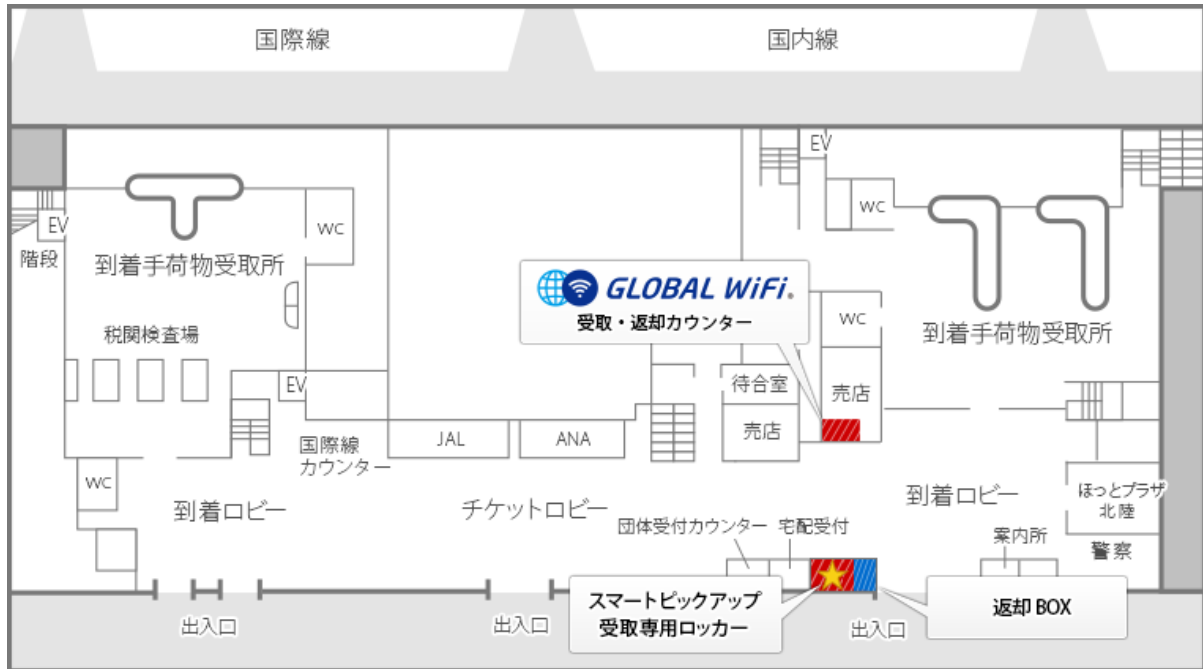 国際線
国内線
EV
EV
階段
WC
WC
到着手荷物受取所
GLOBAL WiFi®
受取・返却カウンター
WC
到着手荷物受取所
税関検査場
待合室
売店
EV
売店
国際線
カウンター
JAL
ANA
WC
到着ロビー
チケットロビー
到着ロビー
ほっとプラザ
北陸
団体受付カウンター
宅配受付
案内所
警察
スマートピックアップ
受取専用ロッカー
返却BOX
出入口
出入口
出入口